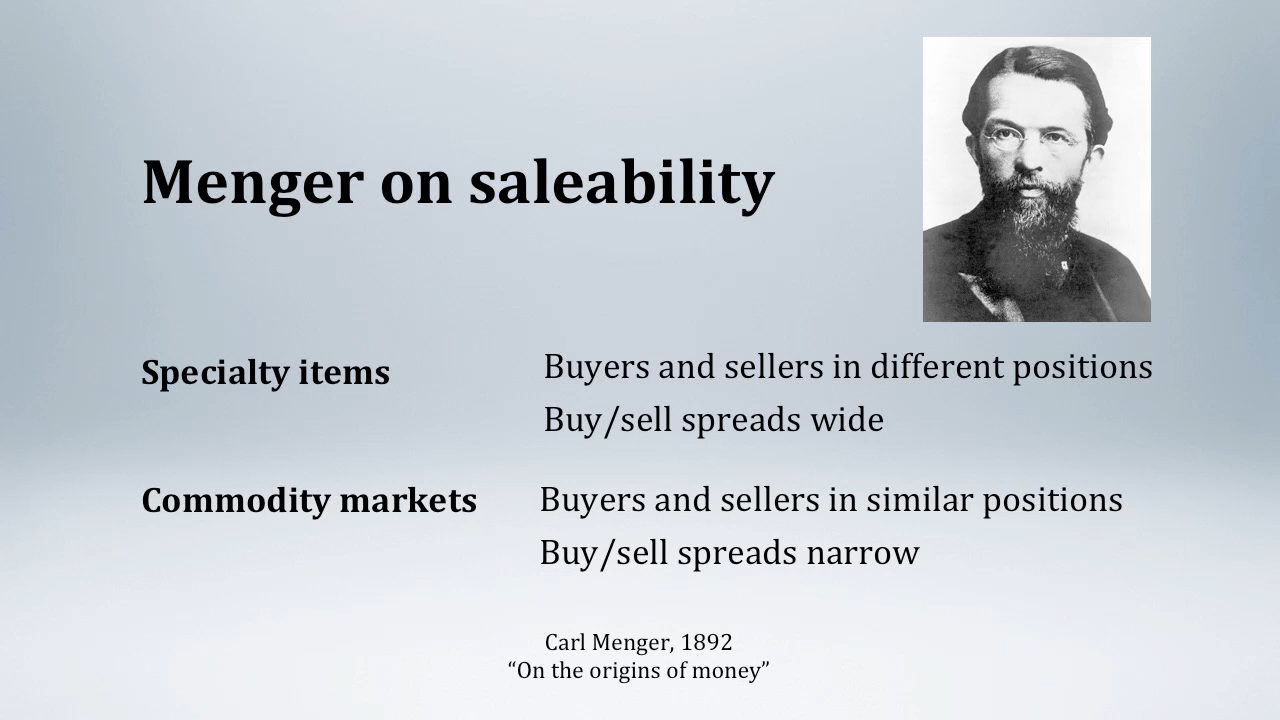 Menger on saleability
Specialty items
Buyers and sellers in different positions
Buy/sell spreads wide
Commodity markets
Buyers and sellers in similar positions
Buy/sell spreads narrow
Carl Menger, 1892
“On the origins of money”